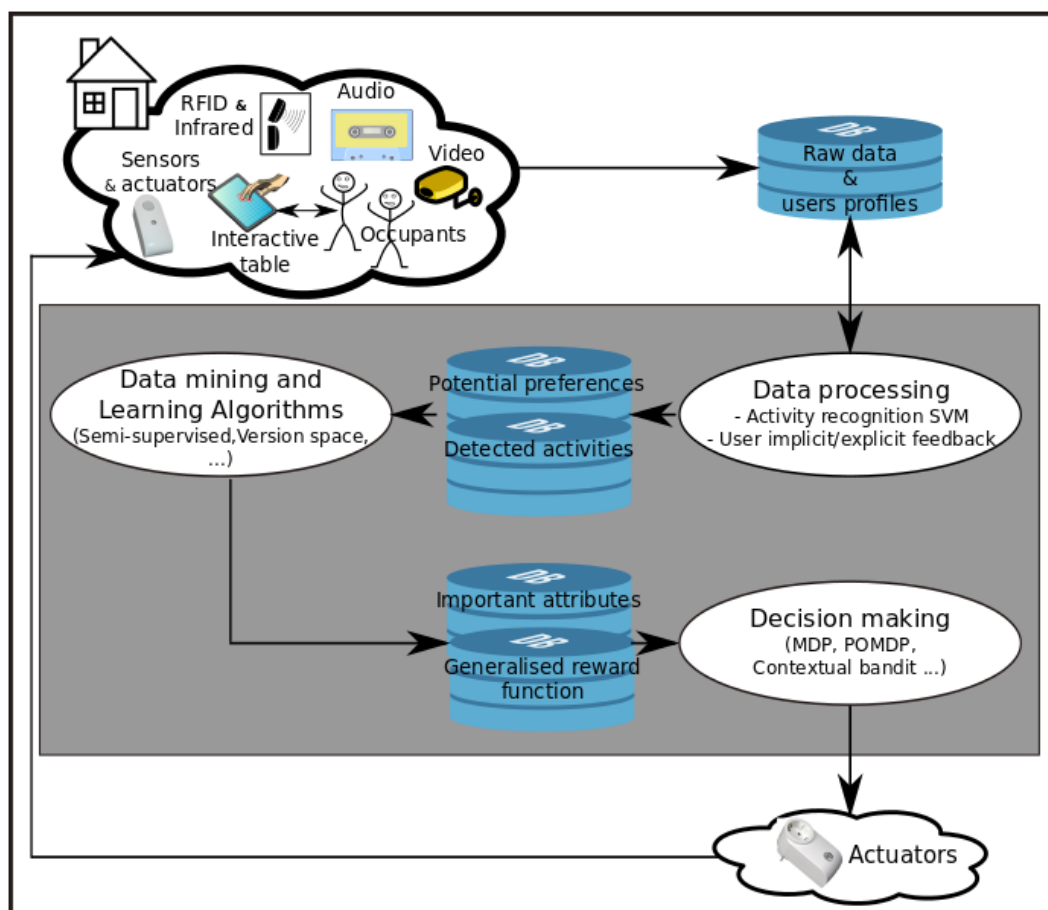 RFID &
Infrared
Audio
Video
Sensors
& actuators
Interactive
table
Occupants
DB
Raw data
&
users profiles
Data mining and
Learning Algorithms
(Semi-supervised,Version space,
...)
DB
Potential preferences
DB
Detected activities
Data processing
- Activity recognition SVM
- User implicit/explicit feedback
DB
Important attributes
DB
Generalised reward
function
Decision making
(MDP, POMDP,
Contextual bandit ...)
Actuators